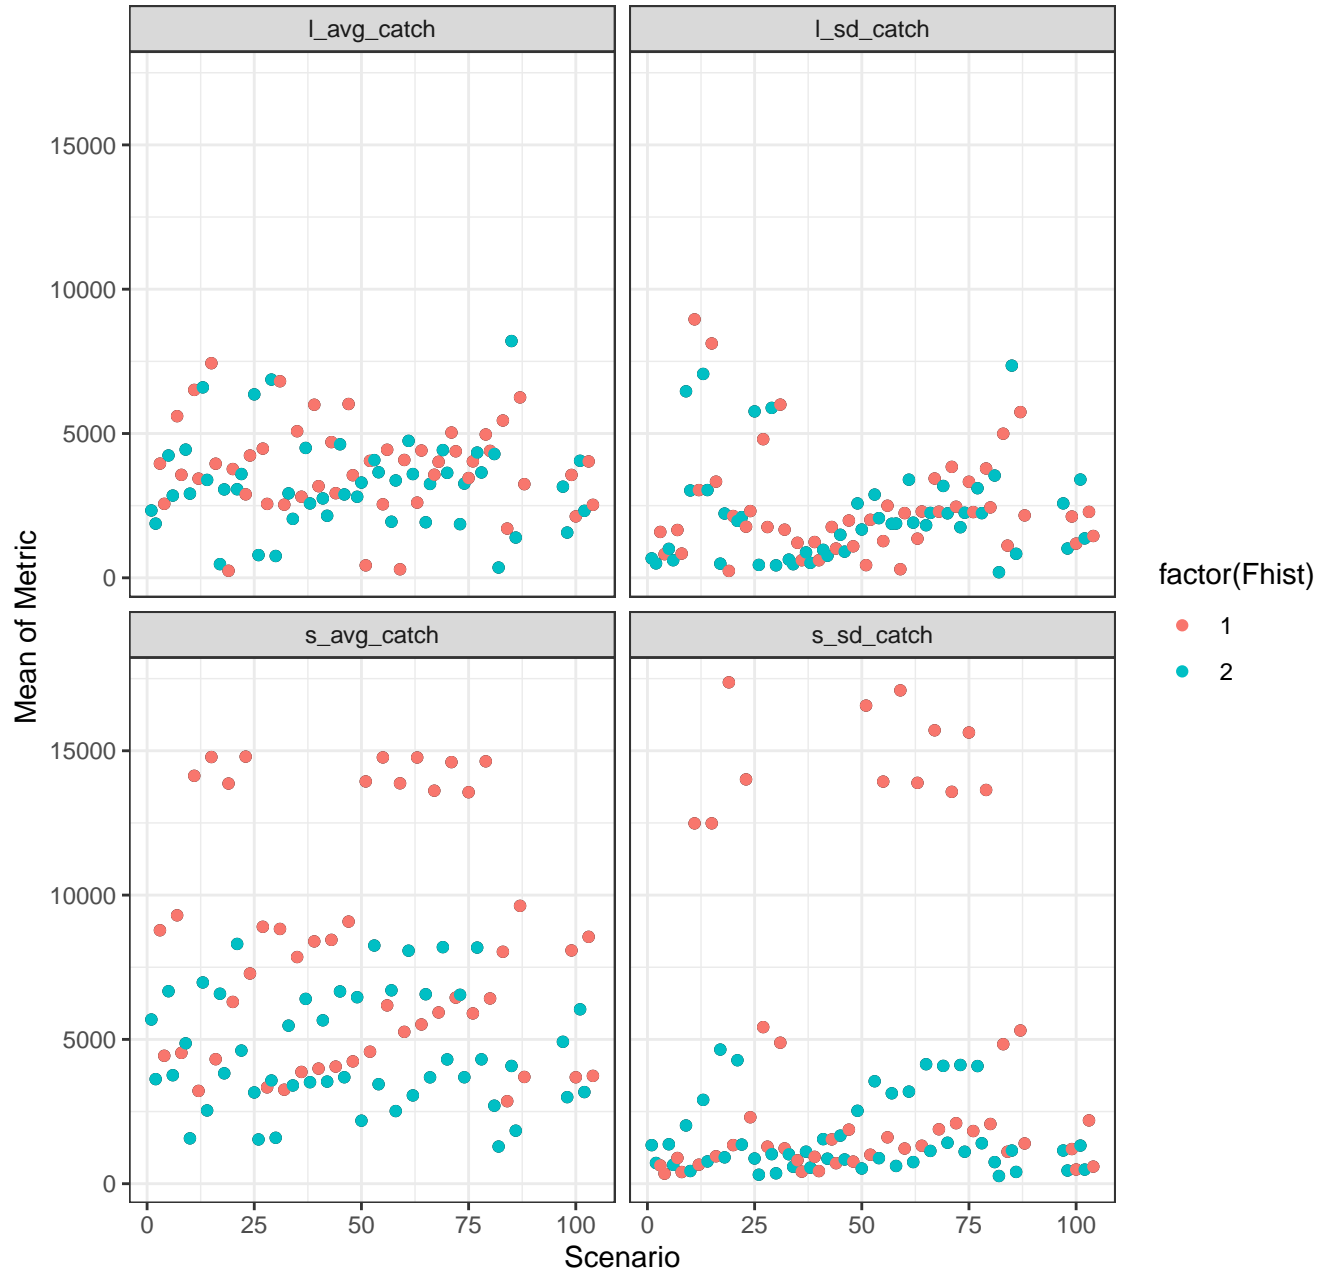 l_avg_catch
l_sd_catch
15000
10000
5000
0
s_avg_catch
s_sd_catch
15000
10000
5000
0
0 25 50 75 100
0 25 50 75 100
Scenario
Mean of Metric
factor(Fhist)
1
2